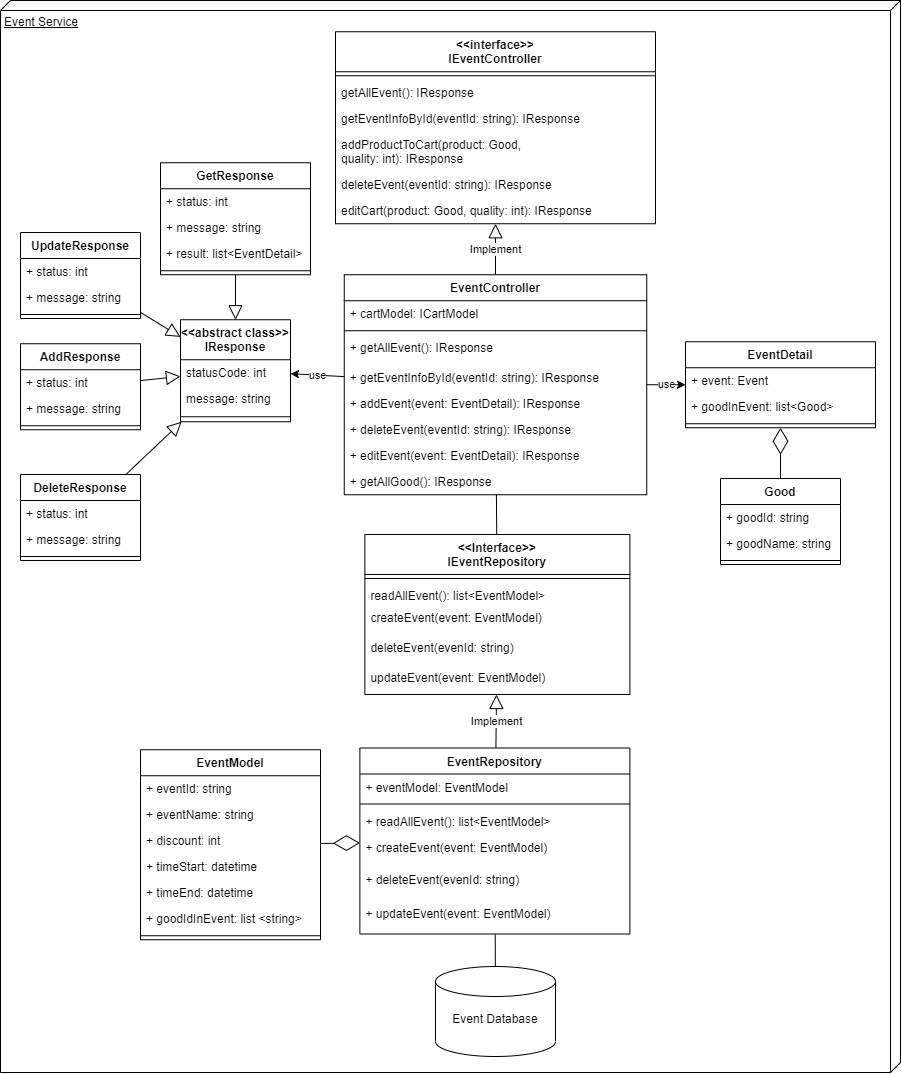 Event Service
<<interface>>
IEventController
getAllEvent(): IResponse
getEventInfoById(eventId: string): IResponse
addProductToCart(product: Good,
quality: int): IResponse
deleteEvent(eventId: string): IResponse
editCart(product: Good, quality: int): IResponse
GetResponse
+ status: int
+ message: string
+ result: list<EventDetail>
UpdateResponse
+ status: int
+ message: string
Implement
EventController
+ cartModel: ICartModel
+ getAllEvent(): IResponse
+ getEventInfoById(eventId: string): IResponse
+ addEvent(event: EventDetail): IResponse
+ deleteEvent(eventId: string): IResponse
+ editEvent(event: EventDetail): IResponse
+ getAllGood(): IResponse
<<abstract class>>
IResponse
statusCode: int
message: string
use
use
AddResponse
+ status: int
+ message: string
EventDetail
+ event: Event
+ goodInEvent: list<Good>
DeleteResponse
+ status: int
+ message: string
Good
+ goodId: string
+ goodName: string
<<Interface>>
IEventRepository
readAllEvent(): list<EventModel>
createEvent(event: EventModel)
deleteEvent(evenId: string)
updateEvent(event: EventModel)
Implement
EventModel
+ eventId: string
+ eventName: string
+ discount: int
+ timeStart: datetime
+ timeEnd: datetime
+ goodIdInEvent: list <string>
EventRepository
+ eventModel: EventModel
+ readAllEvent(): list<EventModel>
+ createEvent(event: EventModel)
+ deleteEvent(evenId: string)
+ updateEvent(event: EventModel)
Event Database